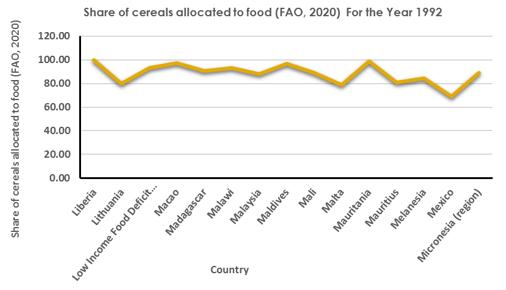 Share of cereals allocated to food (FAO, 2020)  For the Year 1992
Share of cereals allocated to food (FAO, 2020)
120.00
100.00
80.00
60.00
40.00
20.00
0.00
Liberia
Lithuania
Low Income Food Deficit...
Macao
Madagascar
Malawi
Malaysia
Maldives
Mali
Malta
Mauritania
Mauritius
Melanesia
Mexico
Micronesia (region)
Country